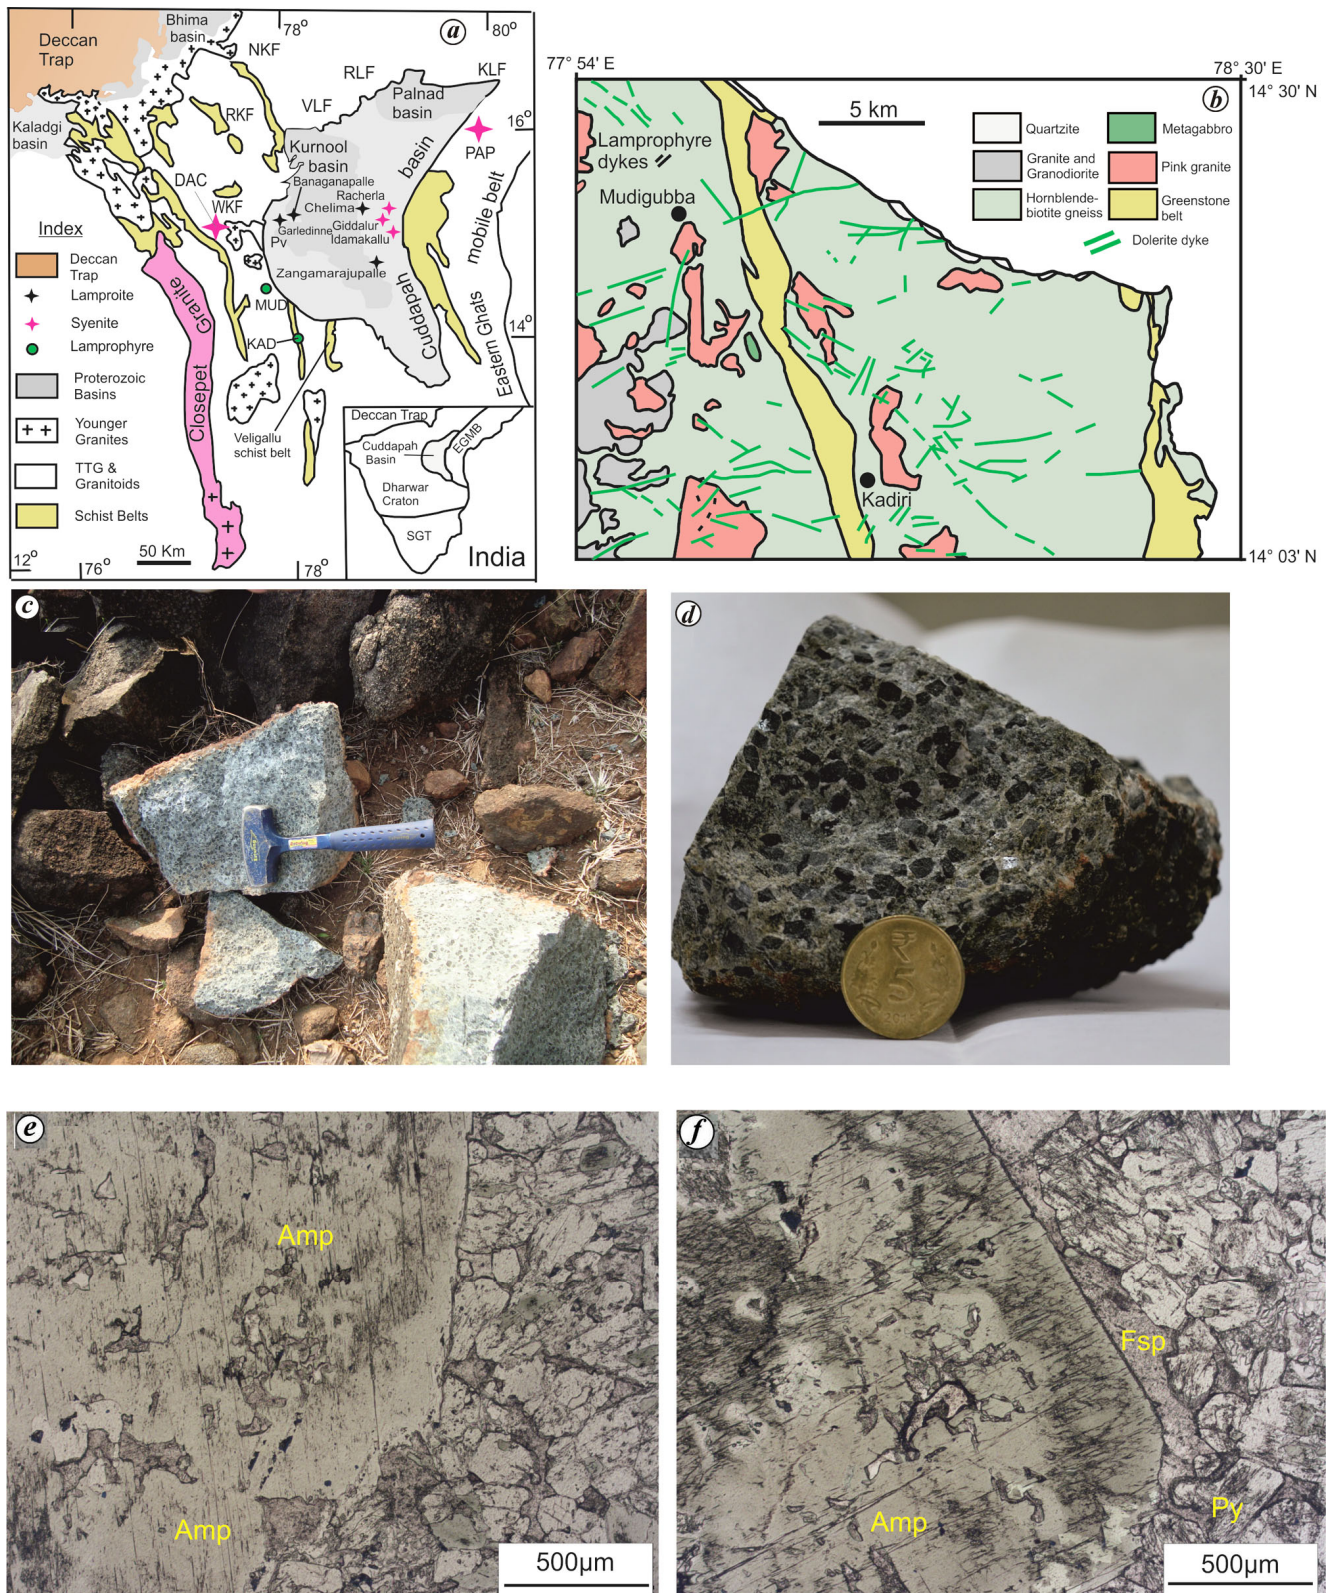 a
Deccan
Trap
Bhima
basin
78
80°
NKF
RLF
KLF
VLF
Palnad
basin
RKF
16°
Kaladgi
basin
Kurnool
basin
basin
PAP
DAC
WKF
Banaganapalle
Racherla
Chelima
Garledinne
Giddalur
Pv
Idamakallu
Zangamarajupalle
mobile belt
Index
Deccan
Trap
Lamproite
Syenite
Lamprophyre
Proterozoic
Basins
Younger
Granites
TTG &
Granitoids
Schist Belts
Granite
Closepet
MUD
KAD
Cuddapah
14°
Eastern Ghats
Veligallu
schist belt
Deccan Trap
EGMB
Cuddapah
Basin
Dharwar
Craton
SGT
India
50 Km
12°
76°
78°
b
77° 54' E
78° 30' E
14° 30' N
5 km
Lamprophyre
dykes
Mudigubba
Quartzite
Metagabbro
Granite and
Granodiorite
Pink granite
Hornblende-
biotite gneiss
Greenstone
belt
Dolerite dyke
Kadiri
14° 03' N
c
d
₹
5
e
Amp
Amp
500µm
f
Fsp
Amp
Py
500µm